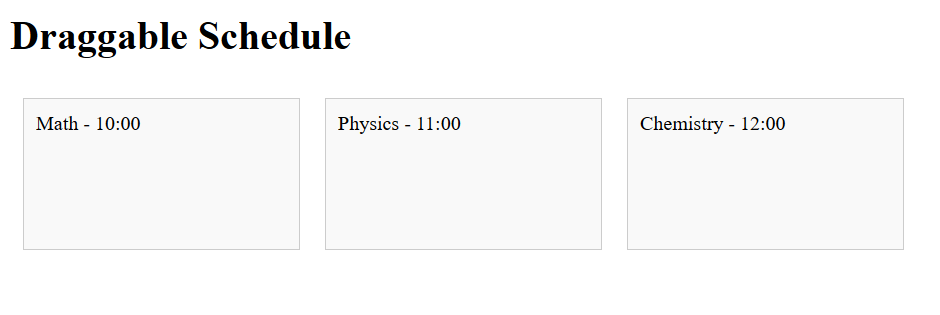 Draggable Schedule
Math - 10:00
Physics - 11:00
Chemistry - 12:00